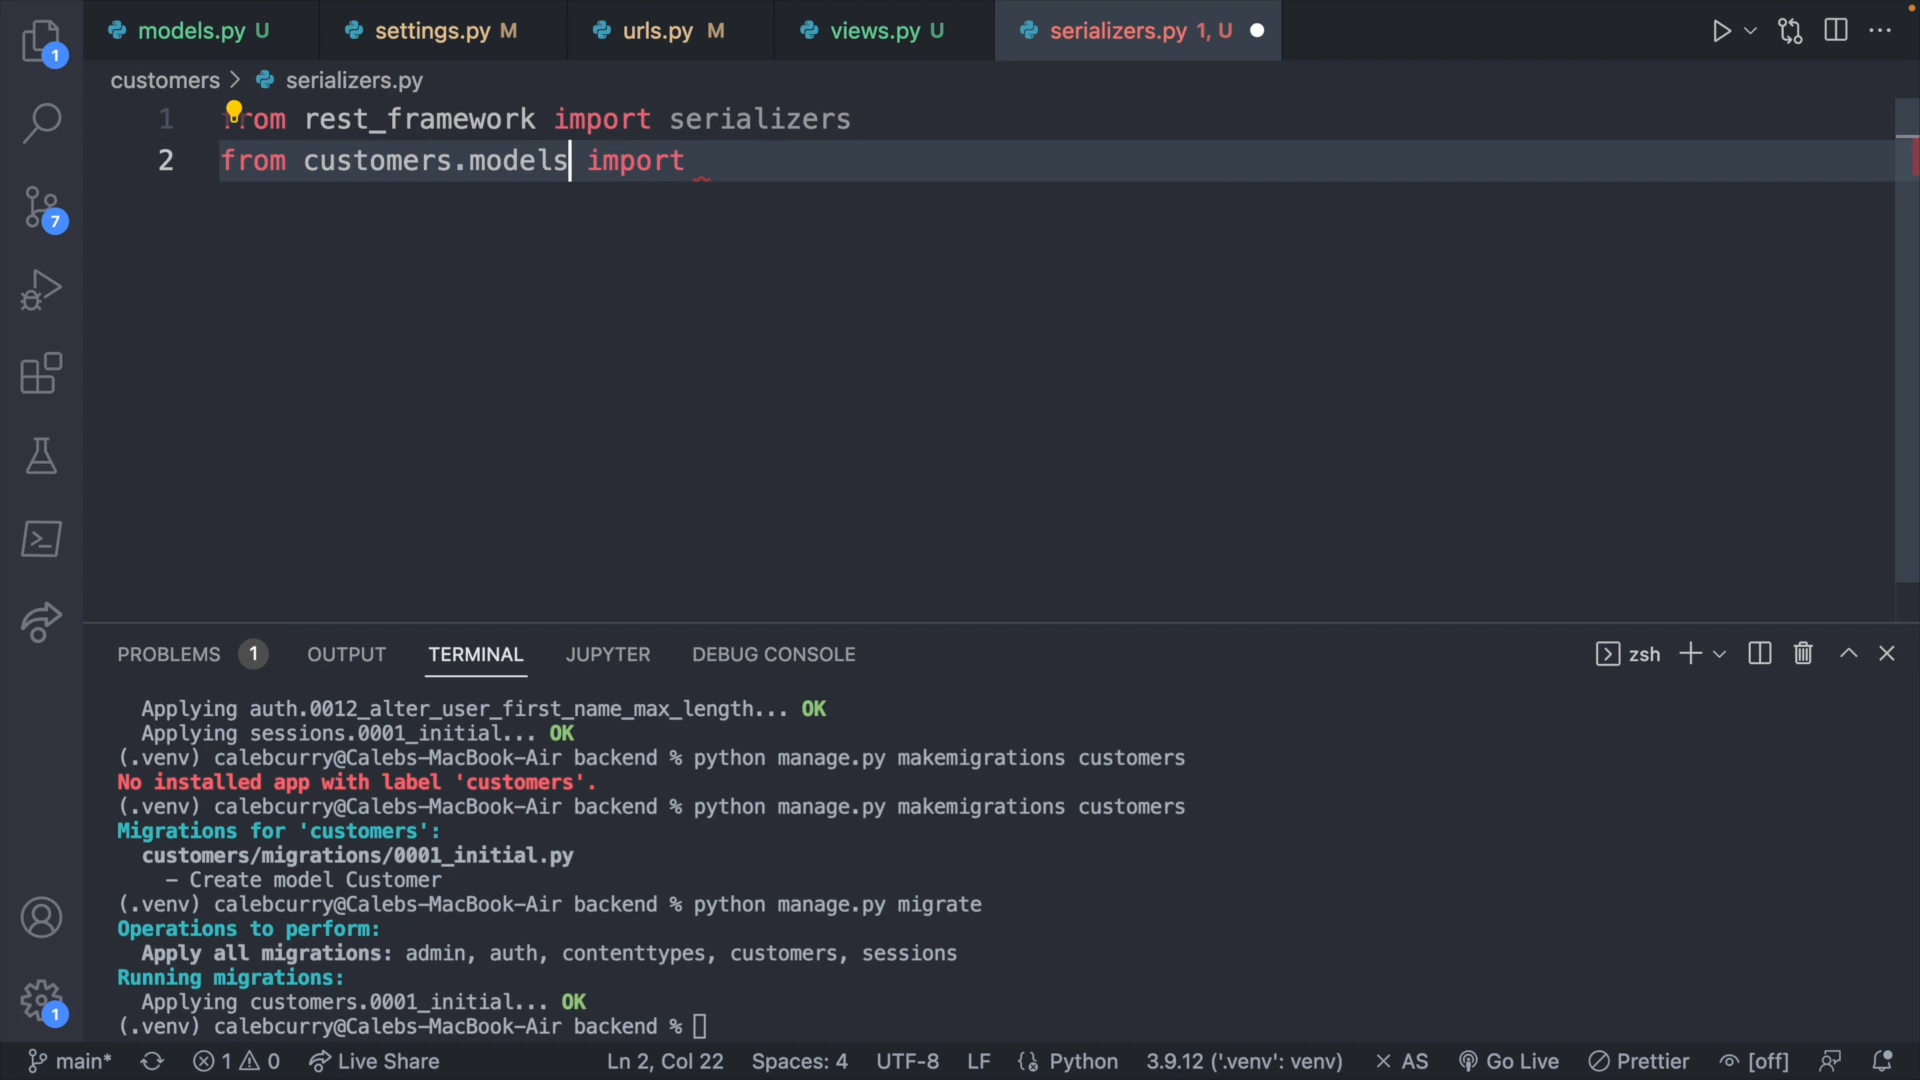 models.py U settings.py M urls.py M views.py U serializers.py 1, U
1
customers > serializers.py
1 from rest_framework import serializers
2 from customers.models import
7
PROBLEMS 1 OUTPUT TERMINAL JUPYTER DEBUG CONSOLE zsh
Applying auth.0012_alter_user_first_name_max_length... OK
Applying sessions.0001_initial... OK
(.venv) calebcurry@Calebs-MacBook-Air backend % python manage.py makemigrations customers
No installed app with label 'customers'.
(.venv) calebcurry@Calebs-MacBook-Air backend % python manage.py makemigrations customers
Migrations for 'customers':
customers/migrations/0001_initial.py
- Create model Customer
(.venv) calebcurry@Calebs-MacBook-Air backend % python manage.py migrate
Operations to perform:
Apply all migrations: admin, auth, contenttypes, customers, sessions
Running migrations:
Applying customers.0001_initial... OK
1
(.venv) calebcurry@Calebs-MacBook-Air backend %
main* 1 0 Live Share Ln 2, Col 22 Spaces: 4 UTF-8 LF Python 3.9.12 ('.venv': venv) AS Go Live Prettier [off]